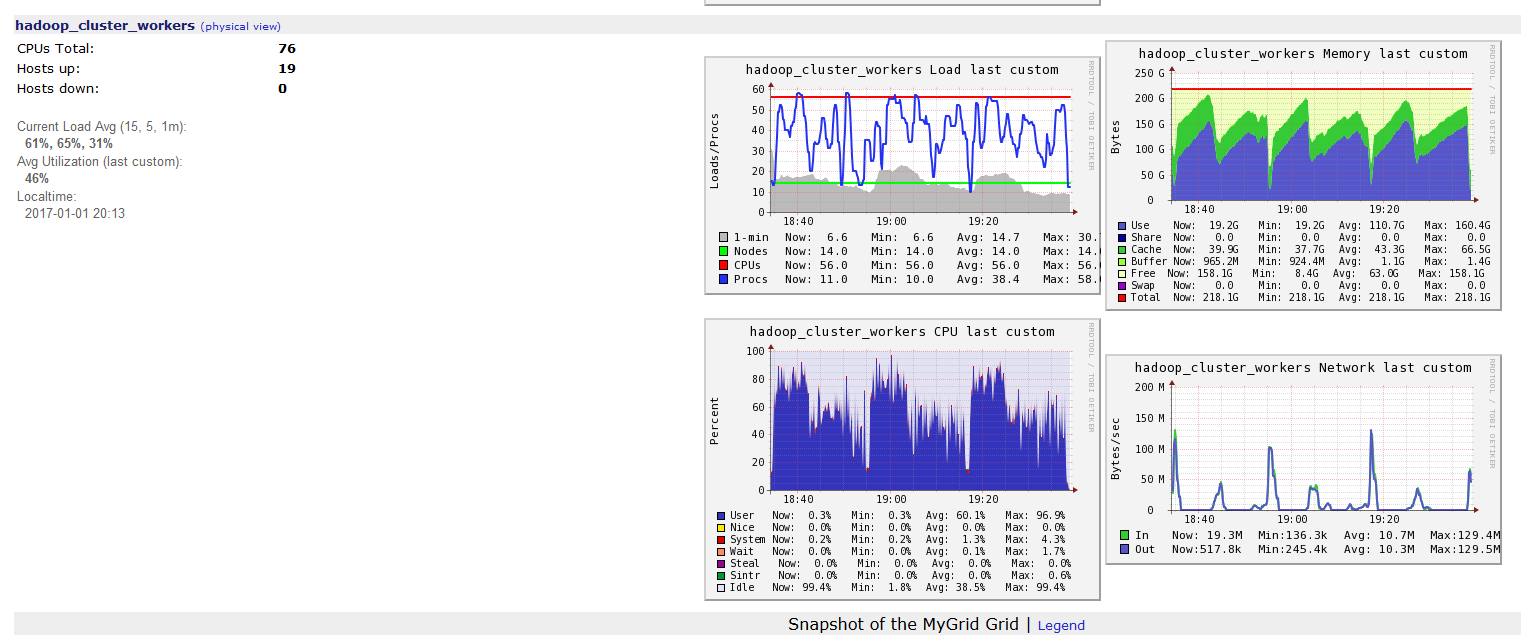 hadoop_cluster_workers (physical view)
CPUs Total: 76
Hosts up: 19
Hosts down: 0
Current Load Avg (15, 5, 1m):
61%, 65%, 31%
Avg Utilization (last custom):
46%
Localtime:
2017-01-01 20:13
hadoop_cluster_workers Load last custom
RRDTOOL / TOBI OETIKER
Loads/Procs
60
50
40
30
20
10
0
18:40 19:00 19:20
1-min Now: 6.6 Min: 6.6 Avg: 14.7 Max: 30.
Nodes Now: 14.0 Min: 14.0 Avg: 14.0 Max: 14.
CPUs Now: 56.0 Min: 56.0 Avg: 56.0 Max: 56.
Procs Now: 11.0 Min: 10.0 Avg: 38.4 Max: 58.
hadoop_cluster_workers Memory last custom
RRDTOOL / TOBI OETIKER
Bytes
250 G
200 G
150 G
100 G
50 G
0
18:40 19:00 19:20
Use Now: 19.2G Min: 19.2G Avg: 110.7G Max: 160.4G
Share Now: 0.0 Min: 0.0 Avg: 0.0 Max: 0.0
Cache Now: 39.9G Min: 37.7G Avg: 43.3G Max: 66.5G
Buffer Now: 965.2M Min: 924.4M Avg: 1.1G Max: 1.4G
Free Now: 158.1G Min: 8.4G Avg: 63.0G Max: 158.1G
Swap Now: 0.0 Min: 0.0 Avg: 0.0 Max: 0.0
Total Now: 218.1G Min: 218.1G Avg: 218.1G Max: 218.1G
hadoop_cluster_workers CPU last custom
RRDTOOL / TOBI OETIKER
Percent
100
80
60
40
20
0
18:40 19:00 19:20
User Now: 0.3% Min: 0.3% Avg: 60.1% Max: 96.9%
Nice Now: 0.0% Min: 0.0% Avg: 0.0% Max: 0.0%
System Now: 0.2% Min: 0.2% Avg: 1.3% Max: 4.3%
Wait Now: 0.0% Min: 0.0% Avg: 0.1% Max: 1.7%
Steal Now: 0.0% Min: 0.0% Avg: 0.0% Max: 0.0%
Sintr Now: 0.0% Min: 0.0% Avg: 0.0% Max: 0.6%
Idle Now: 99.4% Min: 1.8% Avg: 38.5% Max: 99.4%
hadoop_cluster_workers Network last custom
RRDTOOL / TOBI OETIKER
Bytes/sec
200 M
150 M
100 M
50 M
0
18:40 19:00 19:20
In Now: 19.3M Min:136.3k Avg: 10.7M Max:129.4M
Out Now:517.8k Min:245.4k Avg: 10.3M Max:129.5M
Snapshot of the MyGrid Grid | Legend